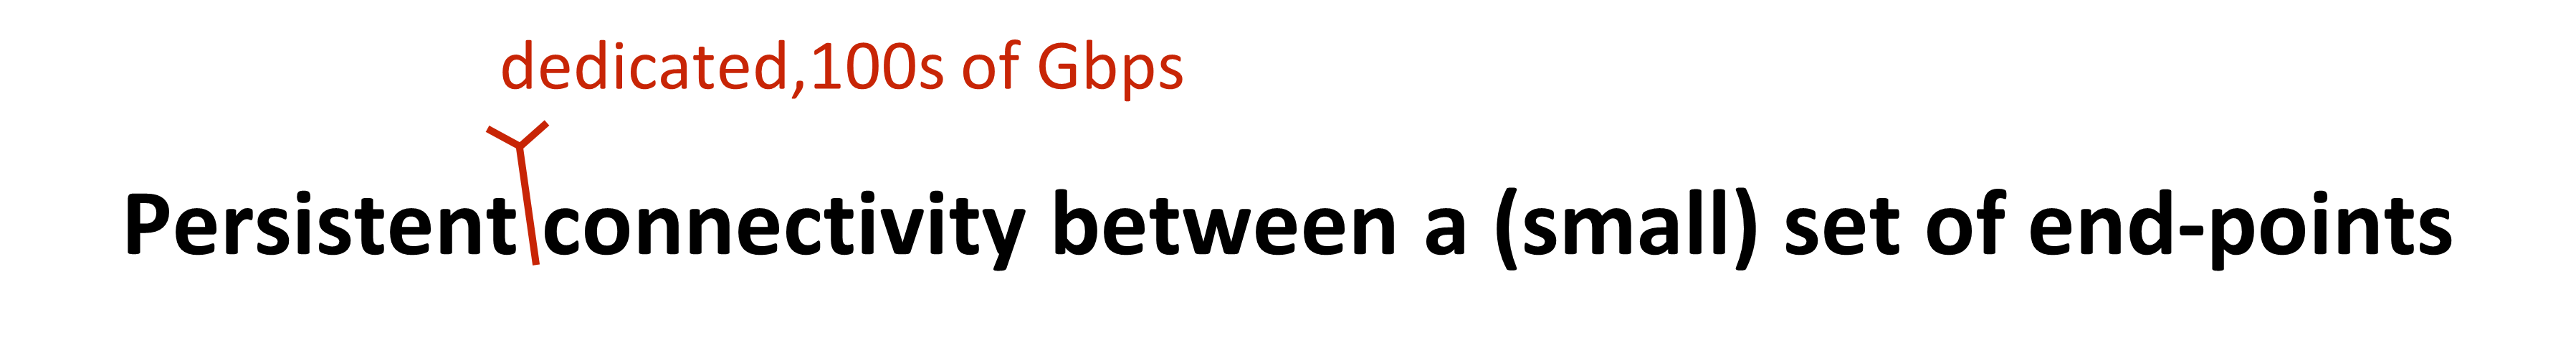 dedicated,100s of Gbps
Persistent connectivity between a (small) set of end-points